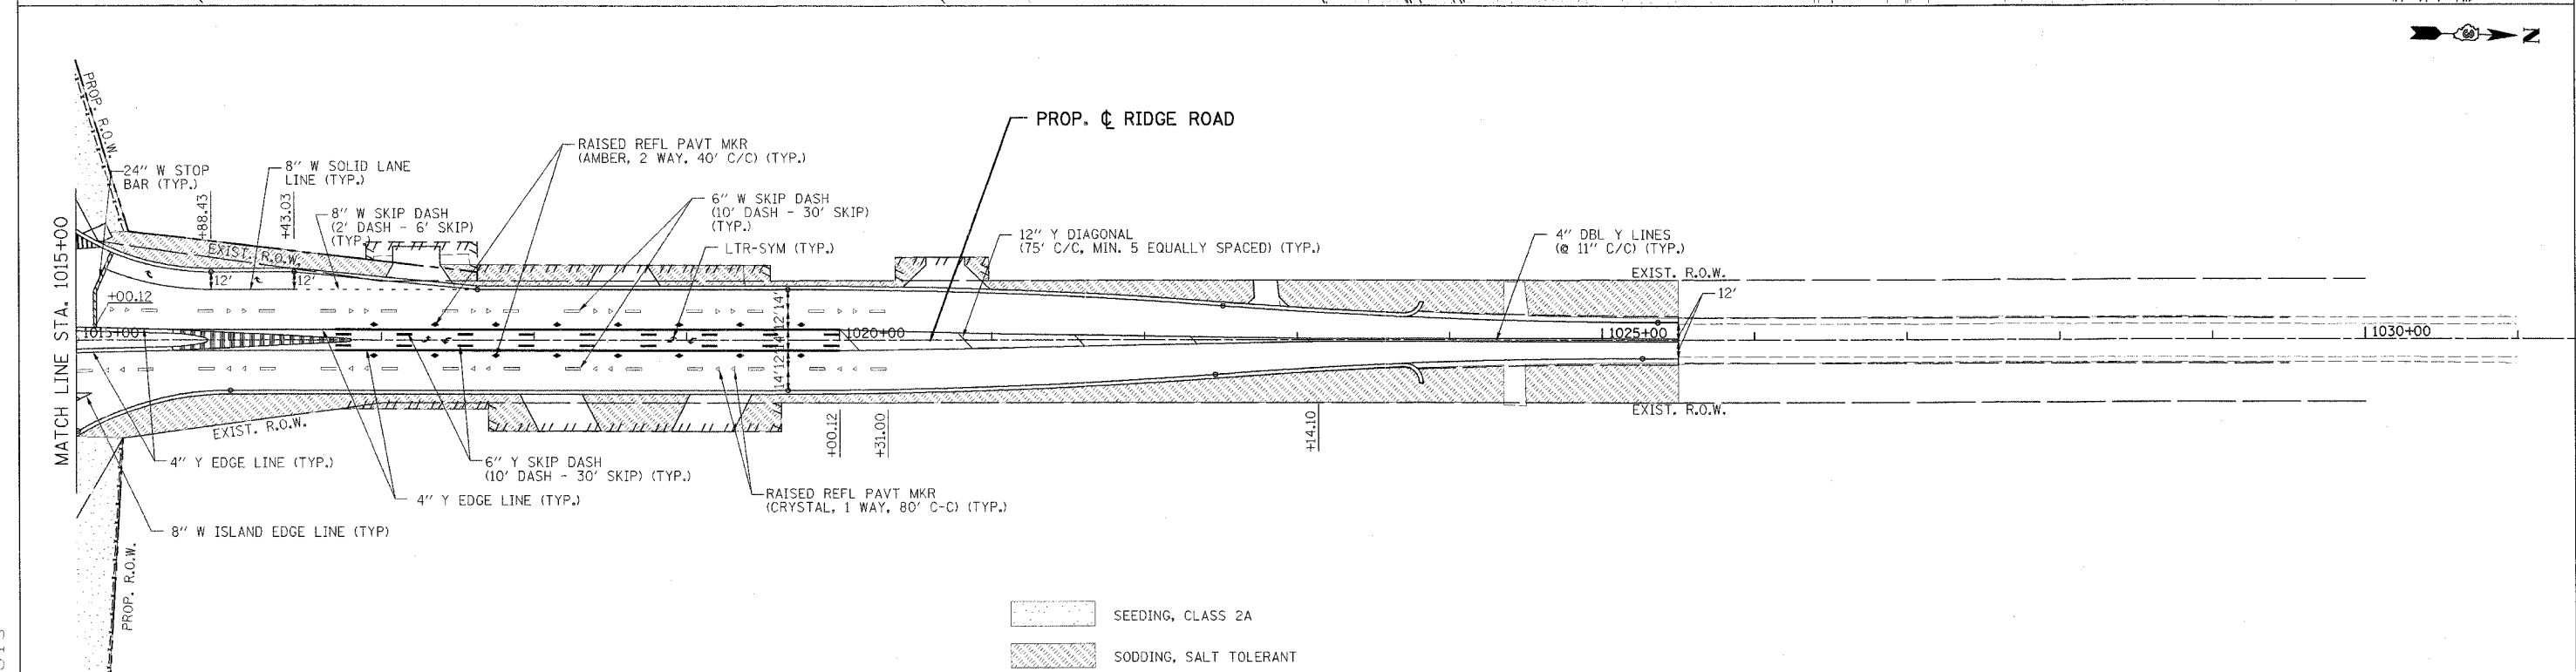 N
PROP. R.O.W.
PROP. ℄ RIDGE ROAD
RAISED REFL PAVT MKR
(AMBER, 2 WAY, 40' C/C) (TYP.)
24" W STOP
BAR (TYP.)
8" W SOLID LANE
LINE (TYP.)
+88.43
+43.03
8" W SKIP DASH
(2' DASH - 6' SKIP)
(TYP.)
6" W SKIP DASH
(10' DASH - 30' SKIP)
(TYP.)
LTR-SYM (TYP.)
12" Y DIAGONAL
(75' C/C, MIN. 5 EQUALLY SPACED) (TYP.)
4" DBL Y LINES
(@ 11" C/C) (TYP.)
MATCH LINE STA. 1015+00
EXIST. R.O.W.
EXIST. R.O.W.
12'
12'
12'
+00.12
14'
12'
14'
12'
14'
1015+00
1020+00
1025+00
1030+00
EXIST. R.O.W.
EXIST. R.O.W.
+00.12
+31.00
+14.10
4" Y EDGE LINE (TYP.)
6" Y SKIP DASH
(10' DASH - 30' SKIP) (TYP.)
4" Y EDGE LINE (TYP.)
RAISED REFL PAVT MKR
(CRYSTAL, 1 WAY, 80' C-C) (TYP.)
8" W ISLAND EDGE LINE (TYP)
PROP. R.O.W.
SEEDING, CLASS 2A
SODDING, SALT TOLERANT